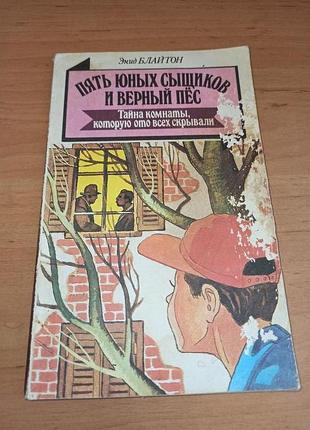 Энид БЛАЙТОН
ПЯТЬ ЮНЫХ СЫЩИКОВ
И ВЕРНЫЙ ПЁС
Тайна комнаты,
которую ото всех скрывали